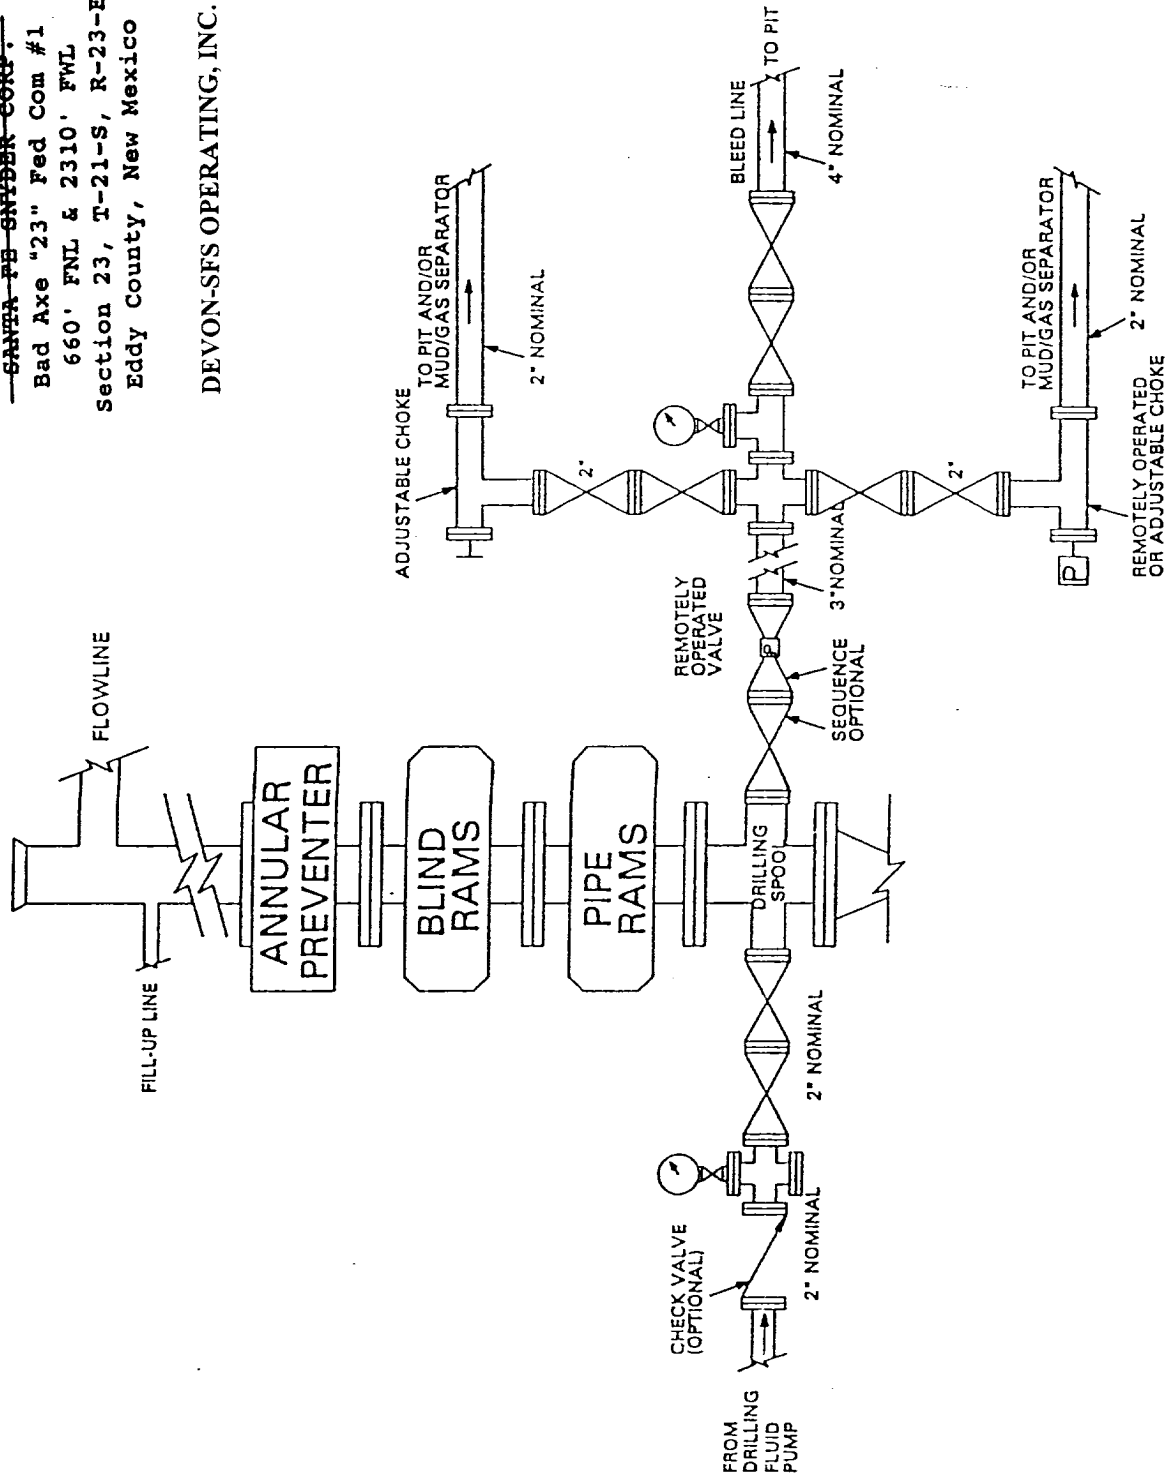 SANTA FE SNYDER CORP.
Bad Axe "23" Fed Com #1
660' FNL & 2310' FWL
Section 23, T-21-S, R-23-E
Eddy County, New Mexico
DEVON-SFS OPERATING, INC.
FLOWLINE
FILL-UP LINE
ANNULAR
PREVENTER
BLIND
RAMS
PIPE
RAMS
DRILLING
SPOOL
ADJUSTABLE CHOKE
TO PIT AND/OR
MUD/GAS SEPARATOR
2" NOMINAL
2"
BLEED LINE
TO PIT
4" NOMINAL
REMOTELY
OPERATED
VALVE
P
3" NOMINAL
SEQUENCE
OPTIONAL
2"
TO PIT AND/OR
MUD/GAS SEPARATOR
2" NOMINAL
P
REMOTELY OPERATED
OR ADJUSTABLE CHOKE
2" NOMINAL
CHECK VALVE
(OPTIONAL)
2" NOMINAL
FROM
DRILLING
FLUID
PUMP